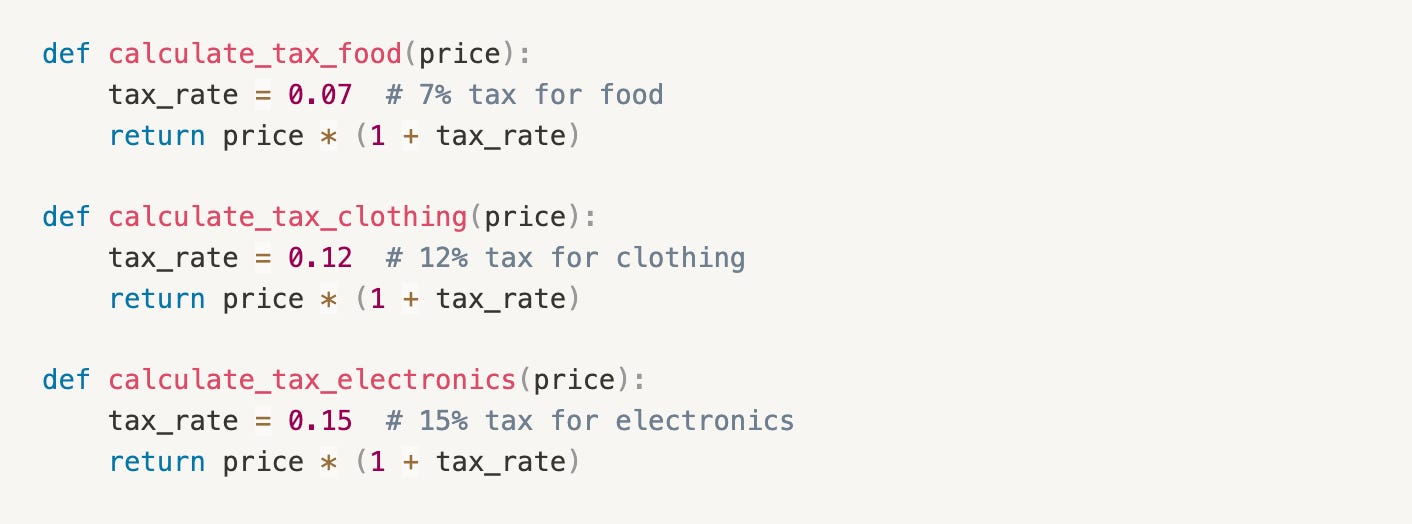 def calculate_tax_food(price):
    tax_rate = 0.07  # 7% tax for food
    return price * (1 + tax_rate)

def calculate_tax_clothing(price):
    tax_rate = 0.12  # 12% tax for clothing
    return price * (1 + tax_rate)

def calculate_tax_electronics(price):
    tax_rate = 0.15  # 15% tax for electronics
    return price * (1 + tax_rate)